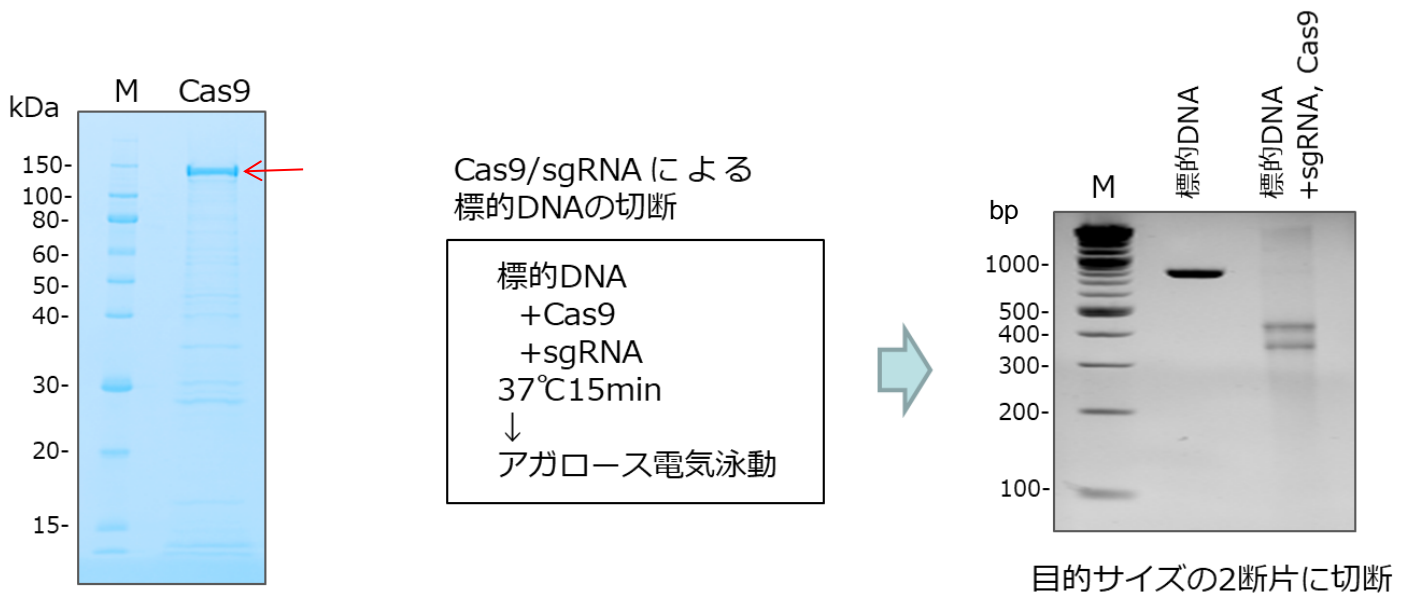 M Cas9
kDa
150-
100-
80-
60-
50-
40-
30-
20-
15-
Cas9/sgRNA による
標的DNAの切断
標的DNA
+Cas9
+sgRNA
37℃15min
↓
アガロース電気泳動
M
標的DNA
標的DNA
+sgRNA, Cas9
bp
1000-
500-
400-
300-
200-
100-
目的サイズの2断片に切断